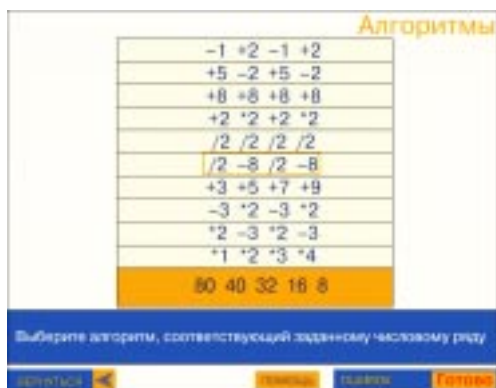 Алгоритмы
-1 +2 -1 +2
+5 -2 +5 -2
+8 +8 +8 +8
+2 *2 +2 *2
/2 /2 /2 /2
/2 -8 /2 -8
+3 +5 +7 +9
-3 *2 -3 *2
*2 -3 *2 -3
*1 *2 *3 *4
80 40 32 16 8
Выберите алгоритм, соответствующий заданному числовому ряду
ВЕРНУТЬСЯ ПОМОЩЬ Готово